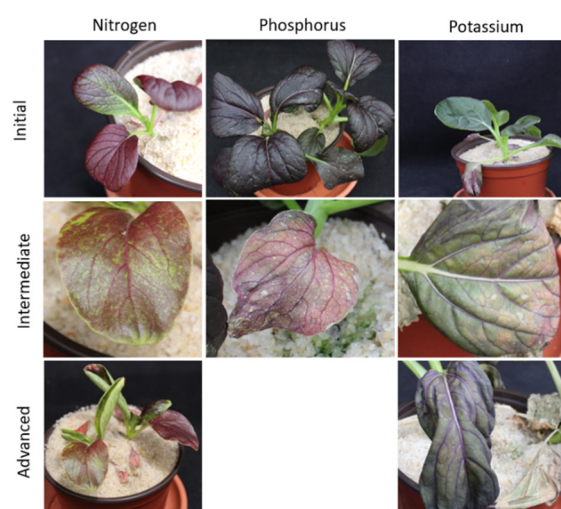 Nitrogen
Phosphorus
Potassium
Initial
Intermediate
Advanced